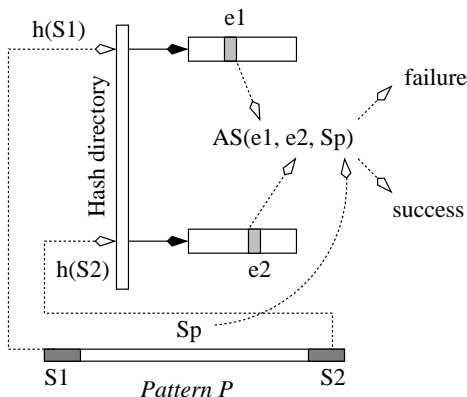 e1
h(S1)
failure
Hash directory
AS(e1, e2, Sp)
success
h(S2)
e2
Sp
S1
S2
Pattern P